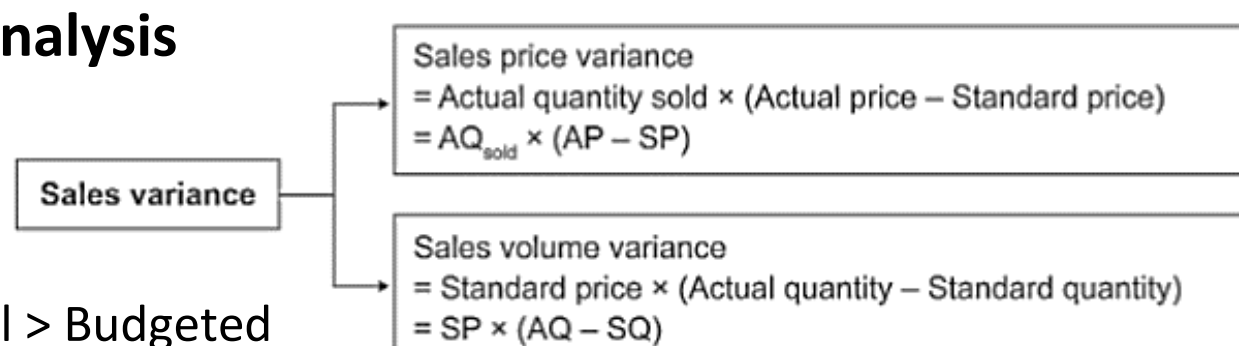 nalysis
Sales price variance
= Actual quantity sold × (Actual price – Standard price)
= AQsold × (AP – SP)
Sales variance
Sales volume variance
= Standard price × (Actual quantity – Standard quantity)
= SP × (AQ – SQ)
l > Budgeted